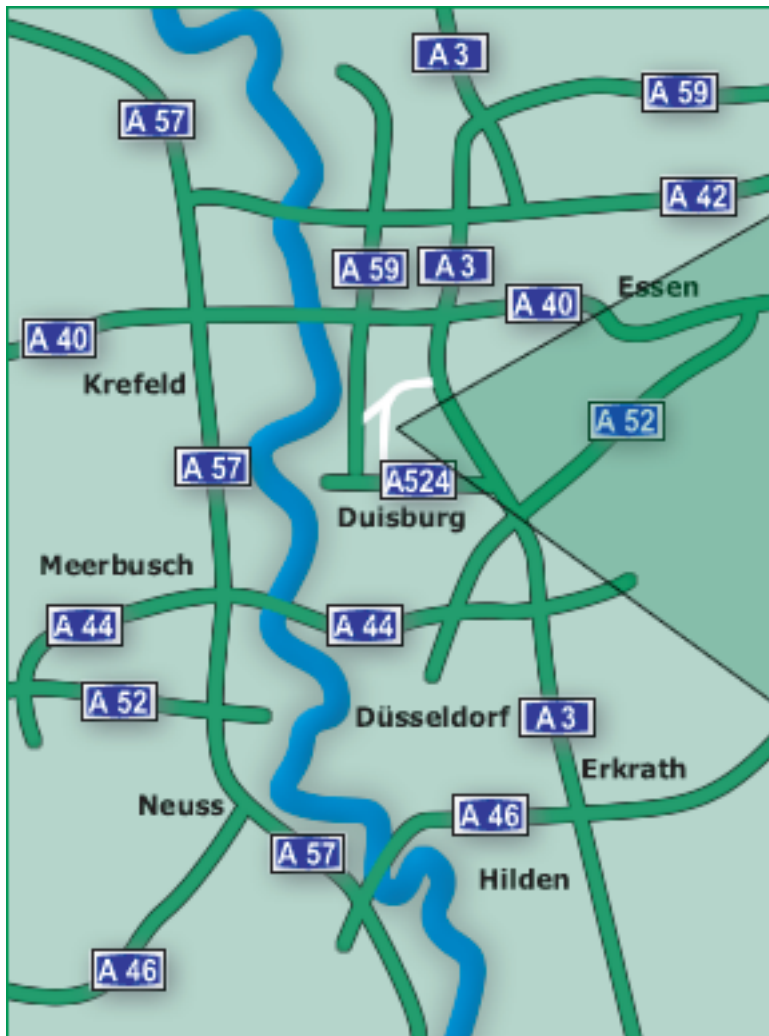 A 3
A 59
A 57
A 42
A 59
A 3
Essen
A 40
A 40
Krefeld
A 52
A 57
A524
Duisburg
Meerbusch
A 44
A 44
A 52
Düsseldorf
A 3
Erkrath
Neuss
A 46
A 57
Hilden
A 46